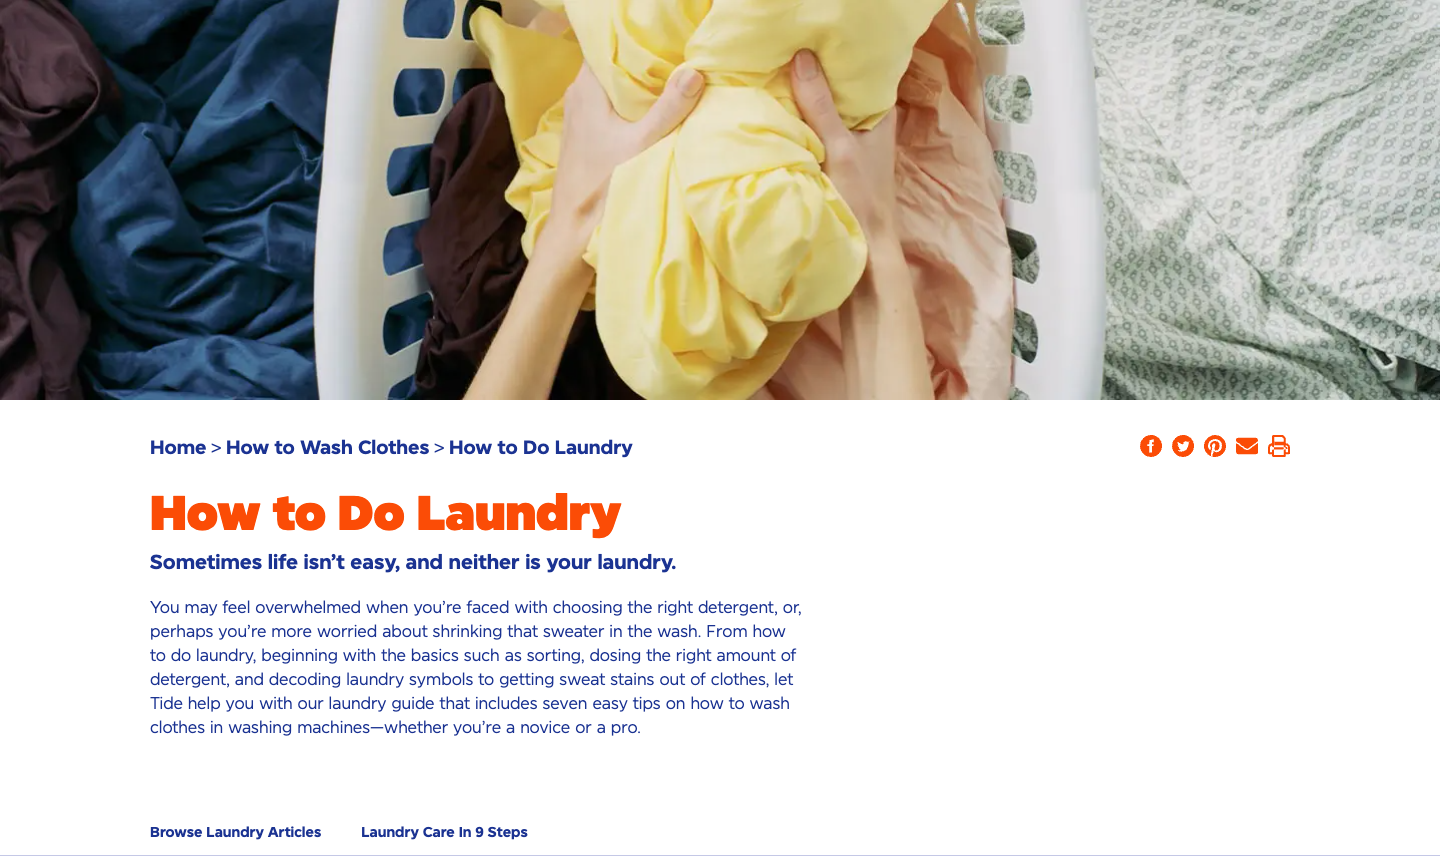 Home > How to Wash Clothes > How to Do Laundry
How to Do Laundry
Sometimes life isn’t easy, and neither is your laundry.
You may feel overwhelmed when you’re faced with choosing the right detergent, or,
perhaps you’re more worried about shrinking that sweater in the wash. From how
to do laundry, beginning with the basics such as sorting, dosing the right amount of
detergent, and decoding laundry symbols to getting sweat stains out of clothes, let
Tide help you with our laundry guide that includes seven easy tips on how to wash
clothes in washing machines—whether you’re a novice or a pro.
Browse Laundry Articles
Laundry Care In 9 Steps